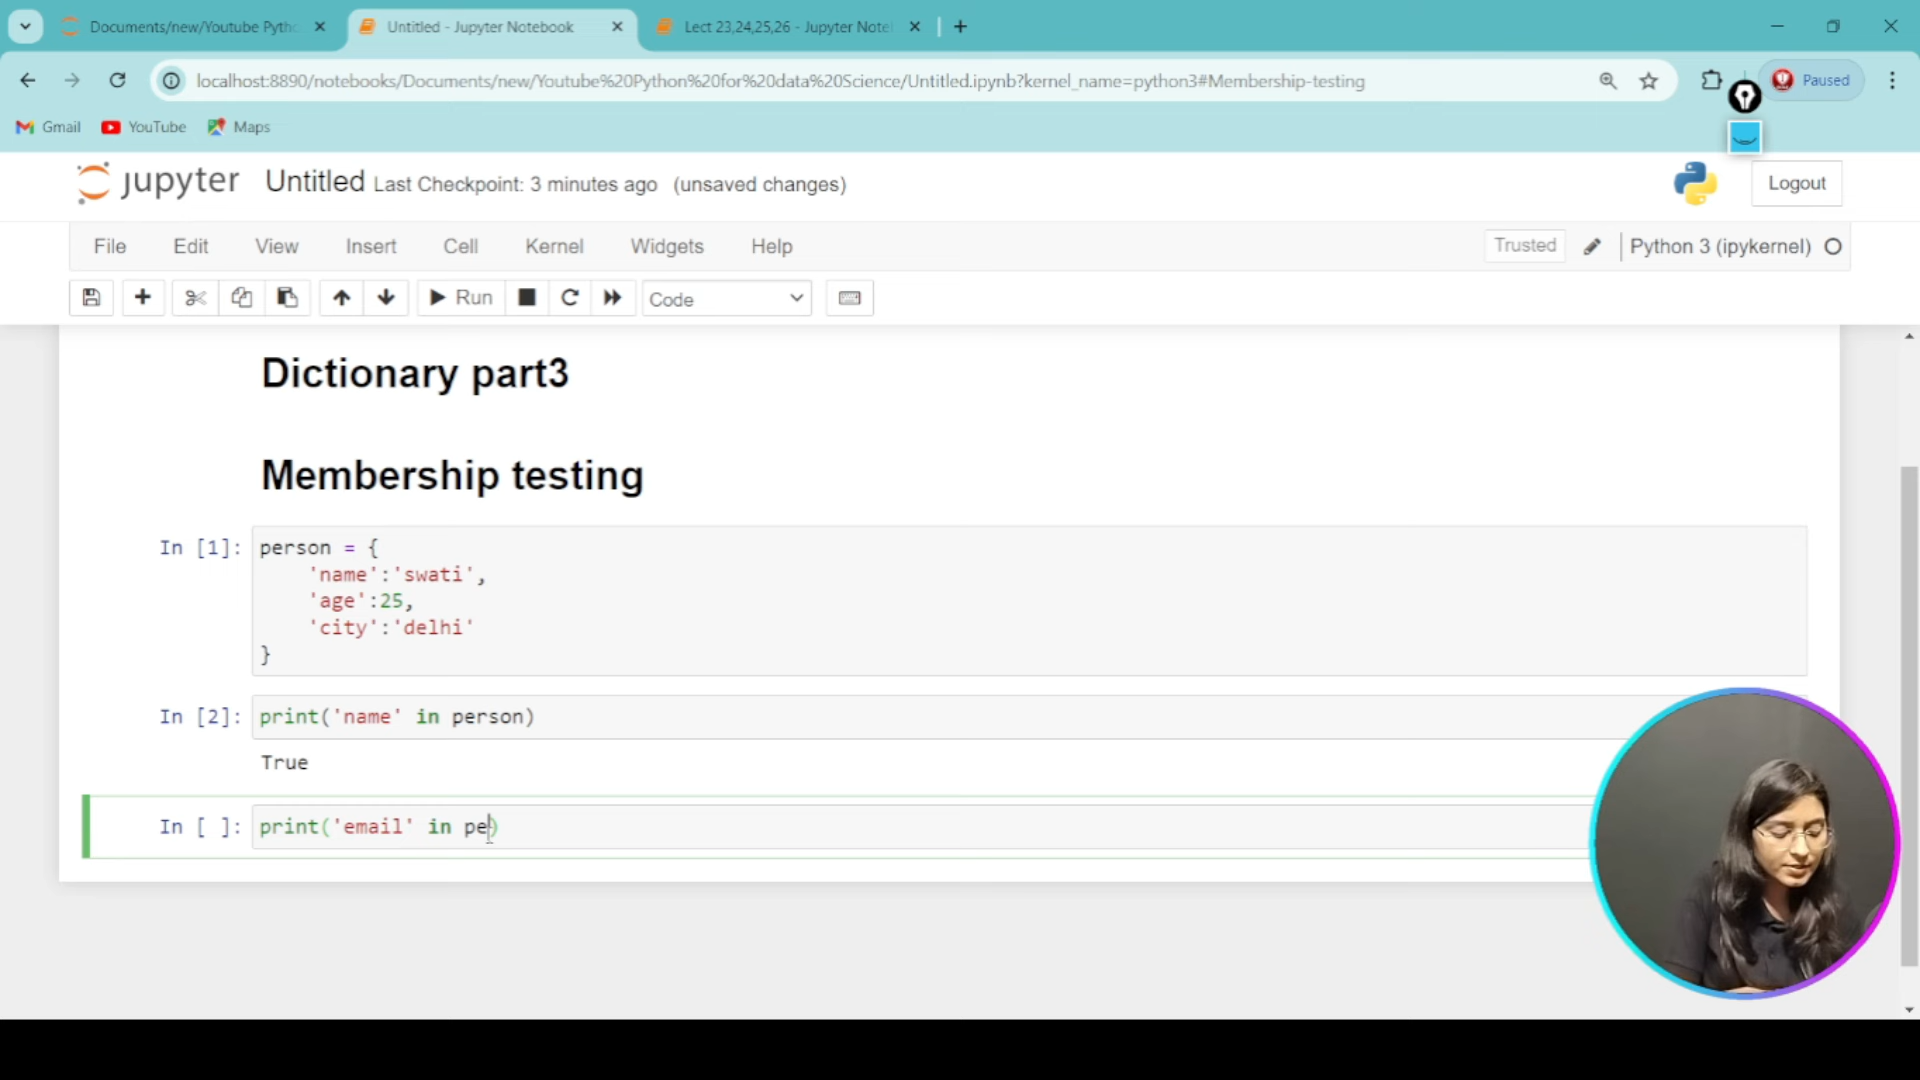 Documents/new/Youtube Pytho
Untitled - Jupyter Notebook
Lect 23,24,25,26 - Jupyter Note
localhost:8890/notebooks/Documents/new/Youtube%20Python%20for%20data%20Science/Untitled.ipynb?kernel_name=python3#Membership-testing
Paused
Gmail YouTube Maps
jupyter Untitled Last Checkpoint: 3 minutes ago (unsaved changes)
Logout
File Edit View Insert Cell Kernel Widgets Help
Trusted Python 3 (ipykernel)
Run Code
Dictionary part3
Membership testing
In [1]: person = {
'name':'swati',
'age':25,
'city':'delhi'
}
In [2]: print('name' in person)
True
In [ ]: print('email' in pe)